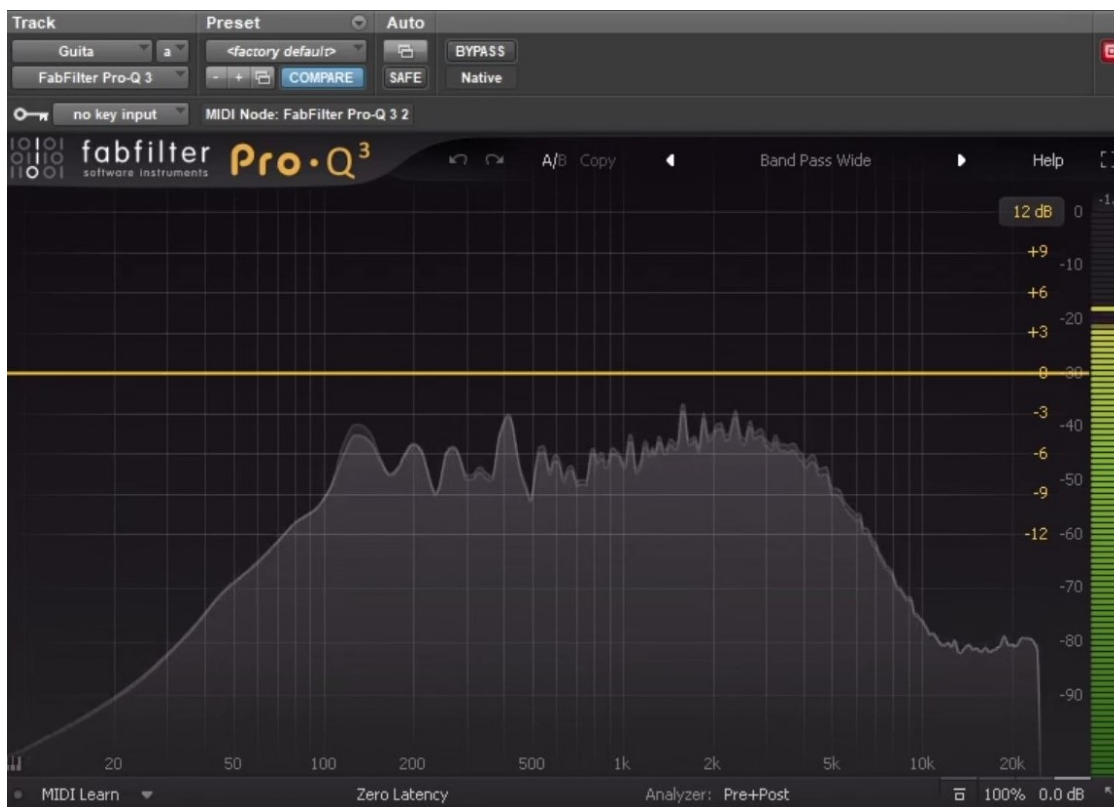 Track Preset Auto
Guita a <factory default> BYPASS
FabFilter Pro-Q 3 - + COMPARE SAFE Native
no key input MIDI Node: FabFilter Pro-Q 3 2
fabfilter Pro·Q3 A/B Copy Band Pass Wide Help
software instruments
12 dB 0
+9
-10
+6
-20
+3
0 -30
-3
-40
-6
-50
-9
-12 -60
-70
-80
-90
20 50 100 200 500 1k 2k 5k 10k 20k
MIDI Learn Zero Latency Analyzer: Pre+Post 100% 0.0 dB